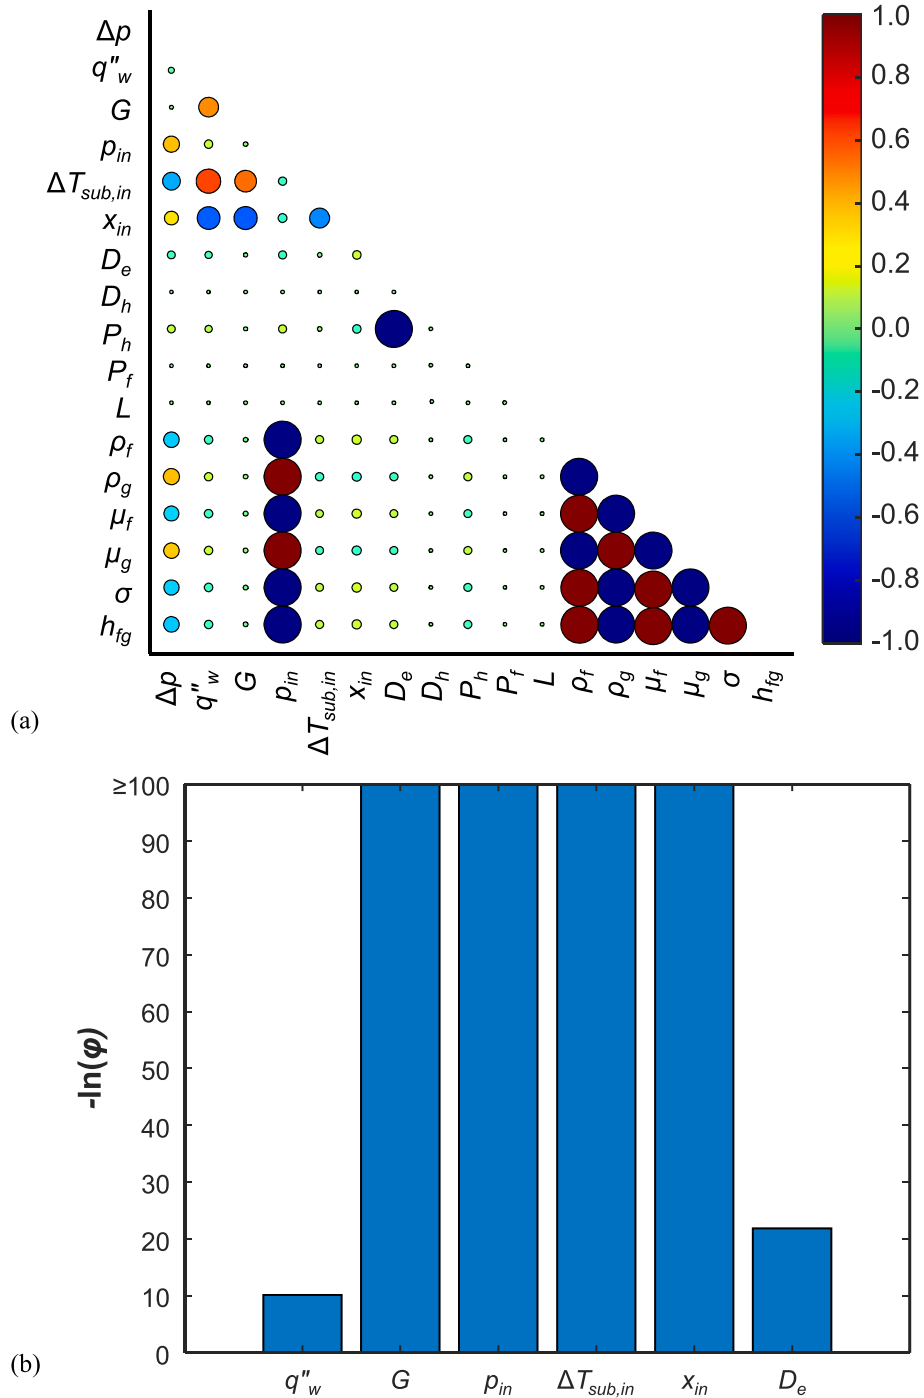 Δp
q"w
G
pin
ΔTsub,in
xin
De
Dh
Ph
Pf
L
ρf
ρg
μf
μg
σ
hfg
Δp q"w G pin ΔTsub,in xin De Dh Ph Pf L ρf ρg μf μg σ hfg
1.0
0.8
0.6
0.4
0.2
0.0
-0.2
-0.4
-0.6
-0.8
-1.0
(a)
≥100
90
80
70
60
50
40
30
20
10
0
-ln(φ)
q"w G pin ΔTsub,in xin De
(b)